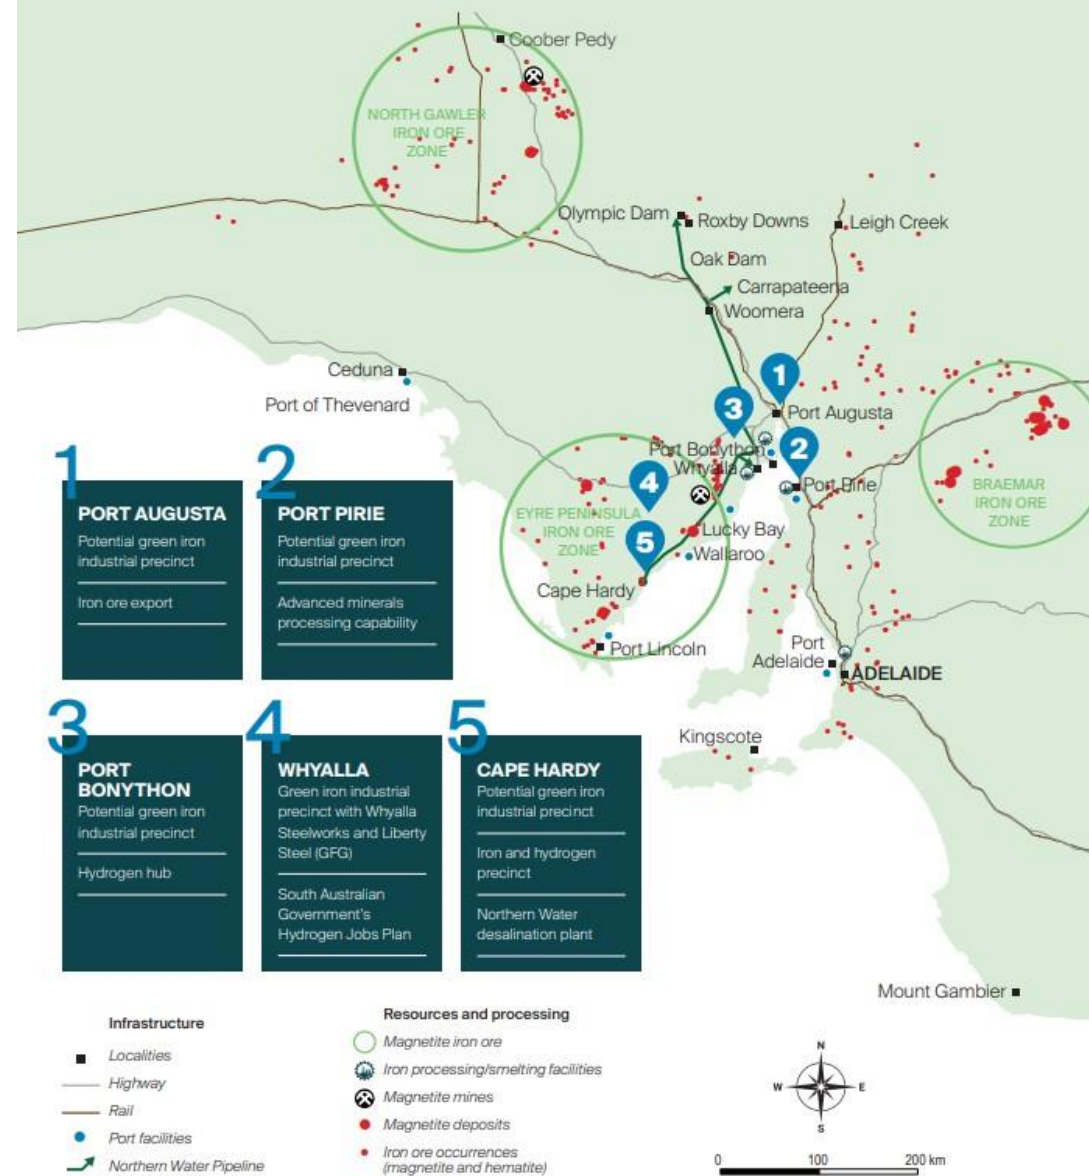 Coober Pedy
NORTH GAWLER
IRON ORE
ZONE
Olympic Dam
Roxby Downs
Leigh Creek
Oak Dam
Carrapateena
Woomera
Ceduna
Port of Thevenard
1
Port Augusta
3
Port Bonython
Whyalla
2
Port Pirie
4
EYRE PENINSULA
IRON ORE
ZONE
5
Lucky Bay
Wallaroo
Cape Hardy
Port Lincoln
BRAEMAR
IRON ORE
ZONE
Port
Adelaide
ADELAIDE
Kingscote
Mount Gambier
1
PORT AUGUSTA
Potential green iron
industrial precinct
Iron ore export
2
PORT PIRIE
Potential green iron
industrial precinct
Advanced minerals
processing capability
3
PORT
BONYTHON
Potential green iron
industrial precinct
Hydrogen hub
4
WHYALLA
Green iron industrial
precinct with Whyalla
Steelworks and Liberty
Steel (GFG)
South Australian
Government's
Hydrogen Jobs Plan
5
CAPE HARDY
Potential green iron
industrial precinct
Iron and hydrogen
precinct
Northern Water
desalination plant
Infrastructure
Localities
Highway
Rail
Port facilities
Northern Water Pipeline
Resources and processing
Magnetite iron ore
Iron processing/smelting facilities
Magnetite mines
Magnetite deposits
Iron ore occurrences
(magnetite and hematite)
N
W E
S
0 100 200 km